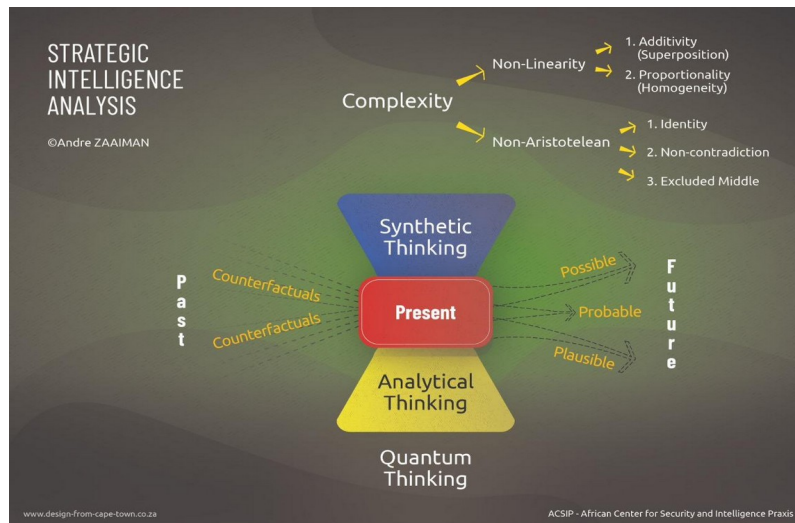 STRATEGIC
INTELLIGENCE
ANALYSIS
©Andre ZAAIMAN
Complexity
Non-Linearity
1. Additivity
(Superposition)
2. Proportionality
(Homogeneity)
Non-Aristotelean
1. Identity
2. Non-contradiction
3. Excluded Middle
Synthetic
Thinking
Past
Counterfactuals
Counterfactuals
Present
Possible
Probable
Plausible
Future
Analytical
Thinking
Quantum
Thinking
www.design-from-cape-town.co.za
ACSIP - African Center for Security and Intelligence Praxis